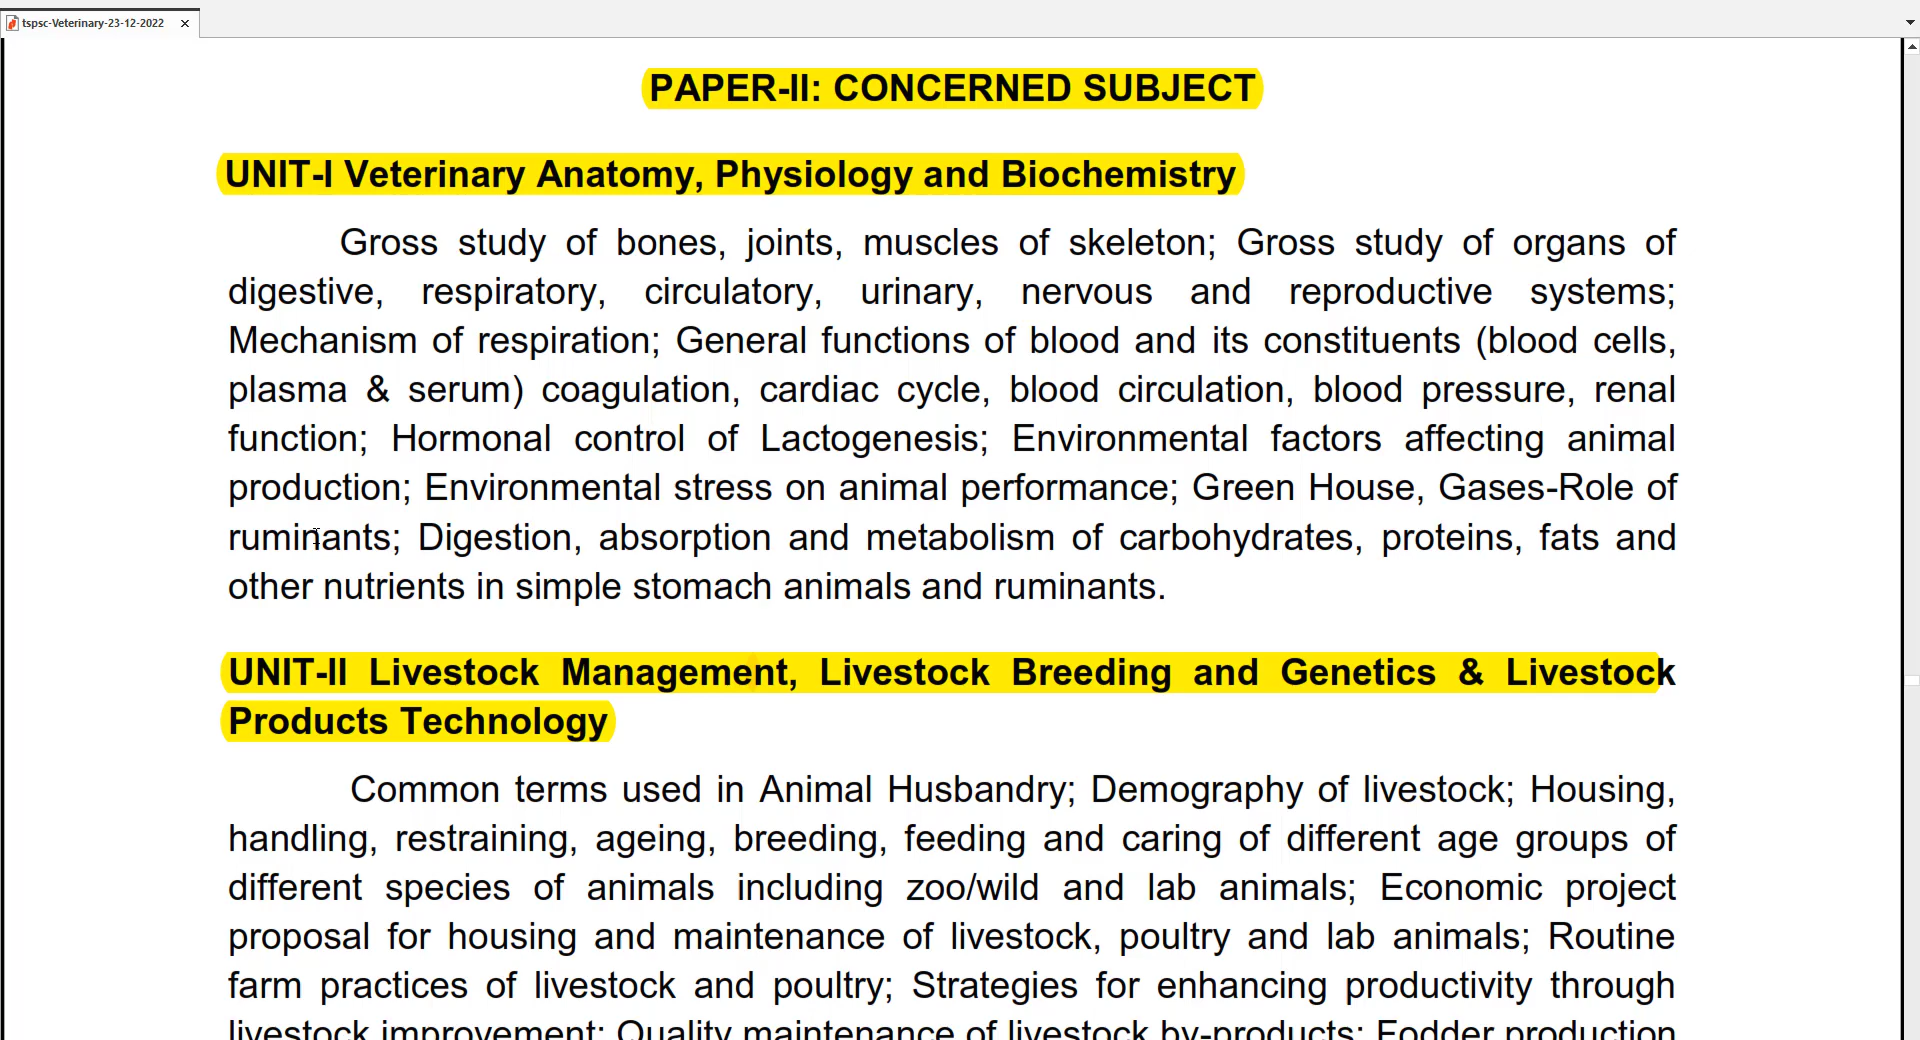 tspsc-Veterinary-23-12-2022
PAPER-II: CONCERNED SUBJECT
UNIT-I Veterinary Anatomy, Physiology and Biochemistry
Gross study of bones, joints, muscles of skeleton; Gross study of organs of
digestive, respiratory, circulatory, urinary, nervous and reproductive systems;
Mechanism of respiration; General functions of blood and its constituents (blood cells,
plasma & serum) coagulation, cardiac cycle, blood circulation, blood pressure, renal
function; Hormonal control of Lactogenesis; Environmental factors affecting animal
production; Environmental stress on animal performance; Green House, Gases-Role of
ruminants; Digestion, absorption and metabolism of carbohydrates, proteins, fats and
other nutrients in simple stomach animals and ruminants.
UNIT-II Livestock Management, Livestock Breeding and Genetics & Livestock
Products Technology
Common terms used in Animal Husbandry; Demography of livestock; Housing,
handling, restraining, ageing, breeding, feeding and caring of different age groups of
different species of animals including zoo/wild and lab animals; Economic project
proposal for housing and maintenance of livestock, poultry and lab animals; Routine
farm practices of livestock and poultry; Strategies for enhancing productivity through
livestock improvement; Quality maintenance of livestock by-products; Fodder production